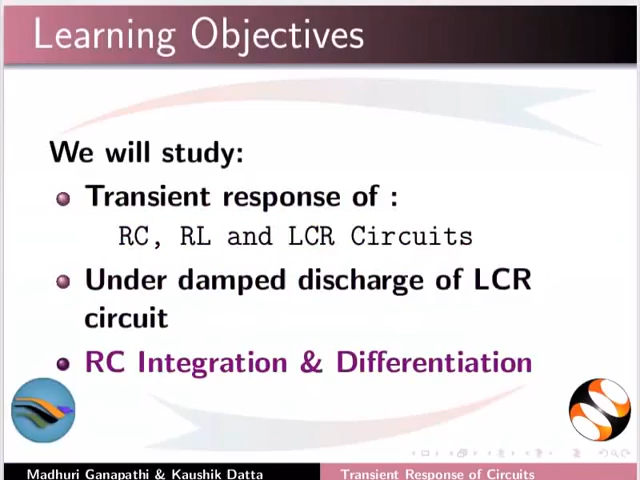 Learning Objectives
We will study:
Transient response of :
RC, RL and LCR Circuits
Under damped discharge of LCR
circuit
RC Integration & Differentiation
Madhuri Ganapathi & Kaushik Datta Transient Response of Circuits